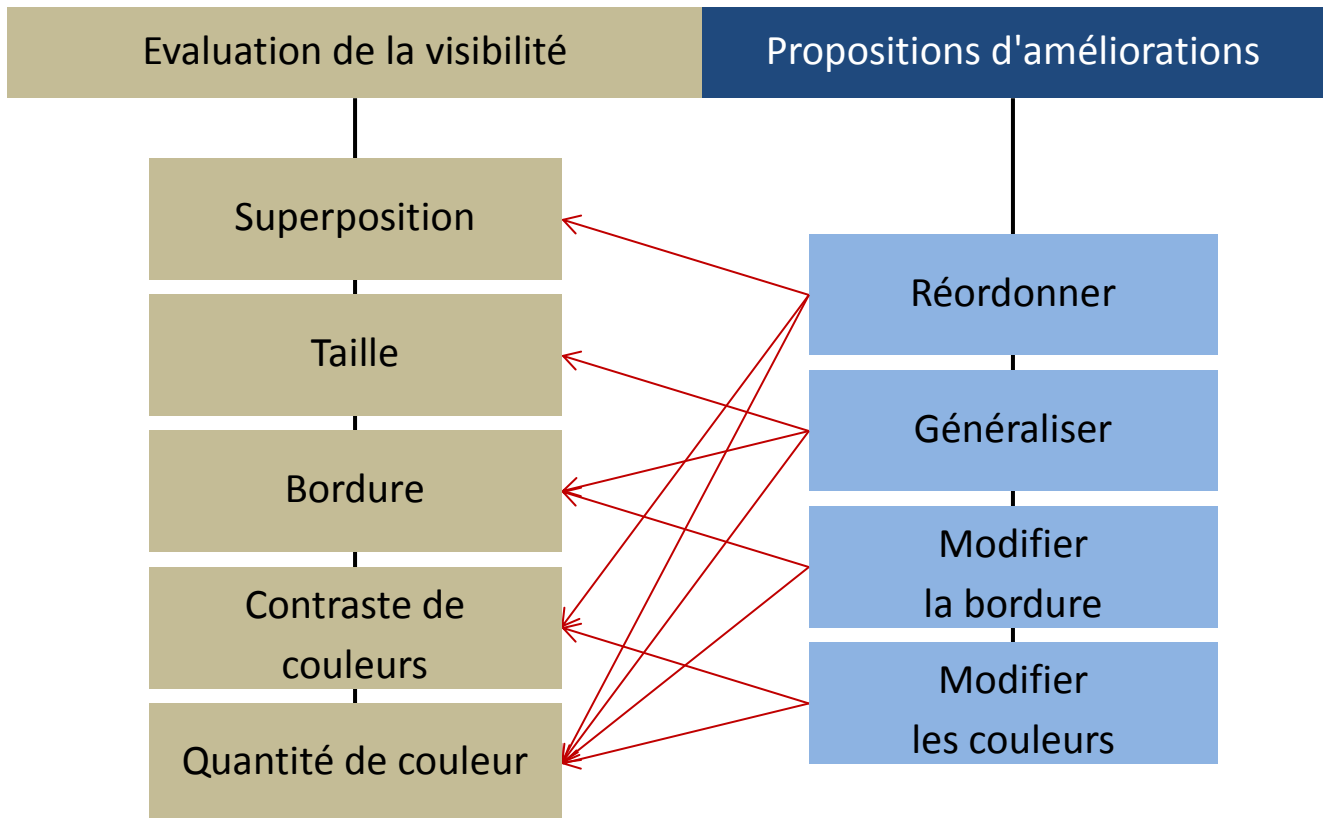 Evaluation de la visibilité
Propositions d'améliorations
Superposition
Taille
Bordure
Contraste de
couleurs
Quantité de couleur
Réordonner
Généraliser
Modifier
la bordure
Modifier
les couleurs